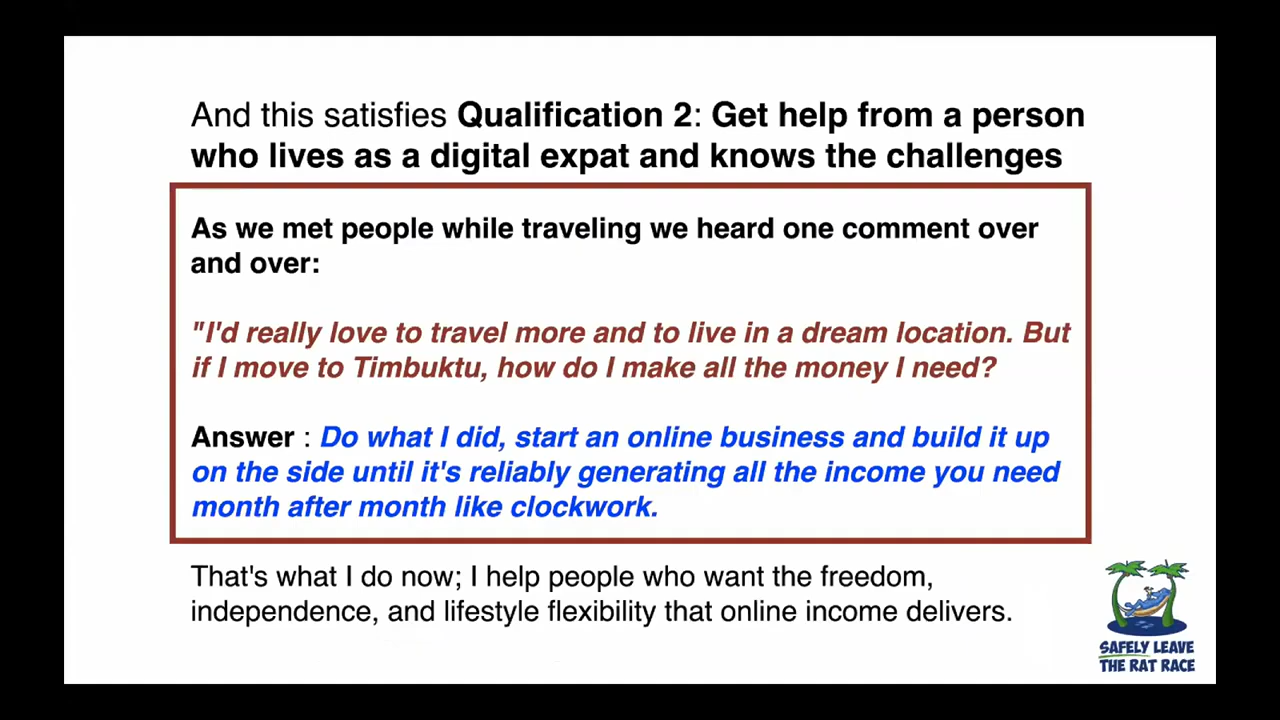 And this satisfies Qualification 2: Get help from a person
who lives as a digital expat and knows the challenges
As we met people while traveling we heard one comment over
and over:
"I'd really love to travel more and to live in a dream location. But
if I move to Timbuktu, how do I make all the money I need?
Answer : Do what I did, start an online business and build it up
on the side until it's reliably generating all the income you need
month after month like clockwork.
That's what I do now; I help people who want the freedom,
independence, and lifestyle flexibility that online income delivers.
SAFELY LEAVE
THE RAT RACE